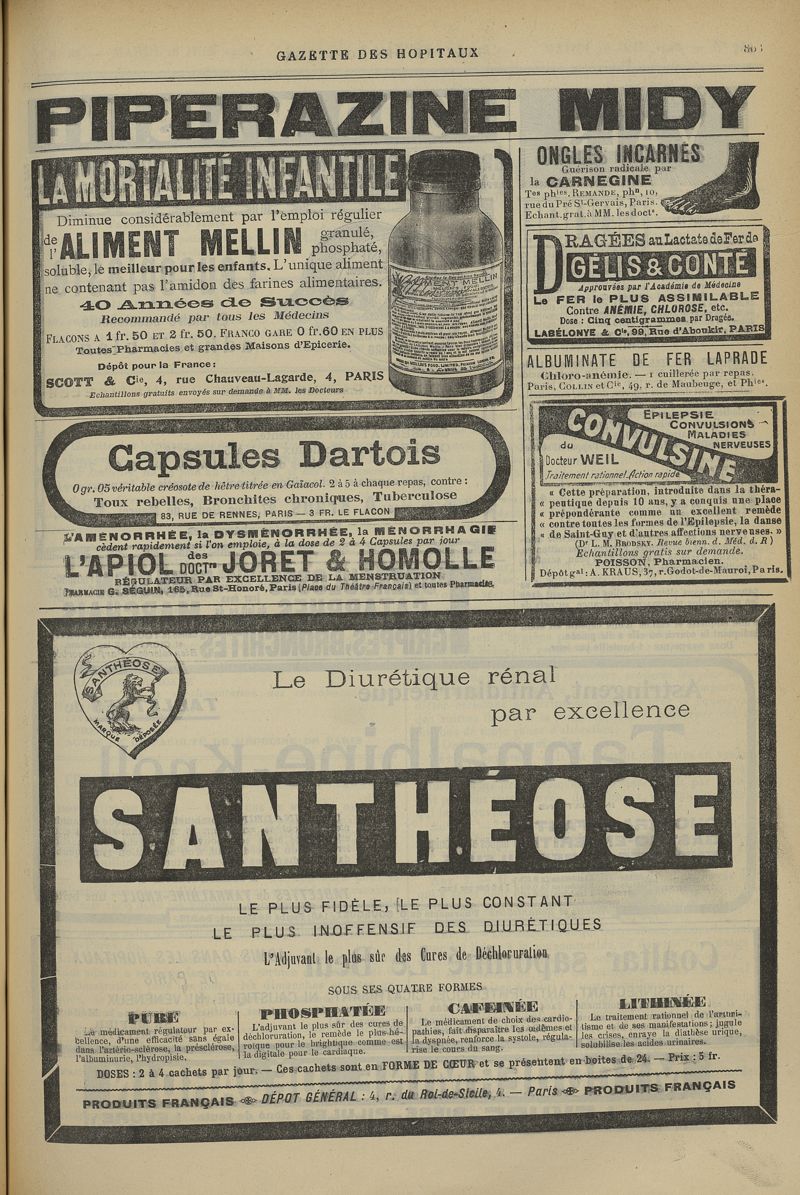 GAZETTE DES HOPITAUX
PIPÉRAZINE MIDY
LA MORTALITÉ INFANTILE
Diminue considérablement par l'emploi régulier
de l'ALIMENT MELLIN granulé, phosphaté,
soluble, le meilleur pour les enfants. L'unique aliment
ne contenant pas l'amidon des farines alimentaires.
40 Années de Succès
Recommandé par tous les Médecins
FLACONS A 1 fr. 50 ET 2 fr. 50. FRANCO GARE 0 fr. 60 EN PLUS
Toutes Pharmacies et grandes Maisons d'Epicerie.
Dépôt pour la France:
SCOTT & Cie, 4, rue Chauveau-Lagarde, 4, PARIS
Echantillons gratuits envoyés sur demande à MM. les Docteurs
ONGLES INCARNÉS
Guérison radicale par
la CARNEGINE
Tes phies. REMANDE, phn, 10,
rue du Pré St-Gervais, Paris.
Echant. grat. à MM. les docts.
DRAGÉES au Lactate de Fer de
GÉLIS & CONTÉ
Approuvées par l'Académie de Médecine
Le FER le PLUS ASSIMILABLE
Contre ANÉMIE, CHLOROSE, etc.
Dose : Cinq centigrammes par Dragée.
LABÉLONYE & Cie, 99, Rue d'Aboukir, PARIS
ALBUMINATE DE FER LAPRADE
Chloro-anémie. — 1 cuillerée par repas.
Paris, COLLIN et Cie, 49, r. de Maubeuge, et Phies.
Capsules Dartois
0 gr. 05 véritable créosote de hêtre titrée en Gaïacol. 2 à 5 à chaque repas, contre :
Toux rebelles, Bronchites chroniques, Tuberculose
83, RUE DE RENNES, PARIS — 3 FR. LE FLACON
L'AMÉNORRHÉE, la DYSMÉNORRHÉE, la MÉNORRHAGIE
cèdent rapidement si l'on emploie, à la dose de 2 à 4 Capsules par jour
L'APIOL des DOCTrs JORET & HOMOLLE
RÉGULATEUR PAR EXCELLENCE DE LA MENSTRUATION
PHARMACIE G. SÉGUIN, 165, Rue St-Honoré, Paris (Place du Théâtre Français) et toutes Pharmacies.
EPILEPSIE
CONVULSIONS
MALADIES
NERVEUSES
CONVULSINE
du
Docteur WEIL
Traitement rationnel. Action rapide
« Cette préparation, introduite dans la théra-
« peutique depuis 10 ans, y a conquis une place
« prépondérante comme un excellent remède
« contre toutes les formes de l'Epilepsie, la danse
« de Saint-Guy et d'autres affections nerveuses. »
(Dr L. M. BRODSKY. Revue Vienn. d. Méd. d. R)
Echantillons gratis sur demande.
POISSON, Pharmacien.
Dépôt gal : A. KRAUS, 37, r. Godot-de-Mauroi, Paris.
SANTHÉOSE
MARQUE DÉPOSÉE
Le Diurétique rénal
par excellence
SANTHÉOSE
LE PLUS FIDÈLE, LE PLUS CONSTANT
LE PLUS INOFFENSIF DES DIURÉTIQUES
L'Adjuvant le plus sûr des Cures de Déchloruration
SOUS SES QUATRE FORMES
PURE
Le médicament régulateur par ex-
bellence, d'une efficacité sans égale
dans l'artério-sclérose, la présclérose,
l'albuminurie, l'hydropisie.
PHOSPHATÉE
L'adjuvant le plus sûr des cures de
déchloruration, le remède le plus hé-
roïque pour le brightique comme est
la digitale pour le cardiaque.
CAFÉINÉE
Le médicament de choix des cardio-
pathies, fait disparaître les œdèmes et
la dyspnée, renforce la systole, régula-
rise le cours du sang.
LITHINÉE
Le traitement rationnel de l'arthri-
tisme et de ses manifestations ; jugule
les crises, enraye la diathèse urique,
solubilise les acides urinaires.
DOSES : 2 à 4 cachets par jour. — Ces cachets sont en FORME DE CŒUR et se présentent en boîtes de 24. — Prix : 5 fr.
PRODUITS FRANÇAIS DÉPOT GÉNÉRAL : 4, r. du Roi-de-Sicile, 4. — Paris PRODUITS FRANÇAIS